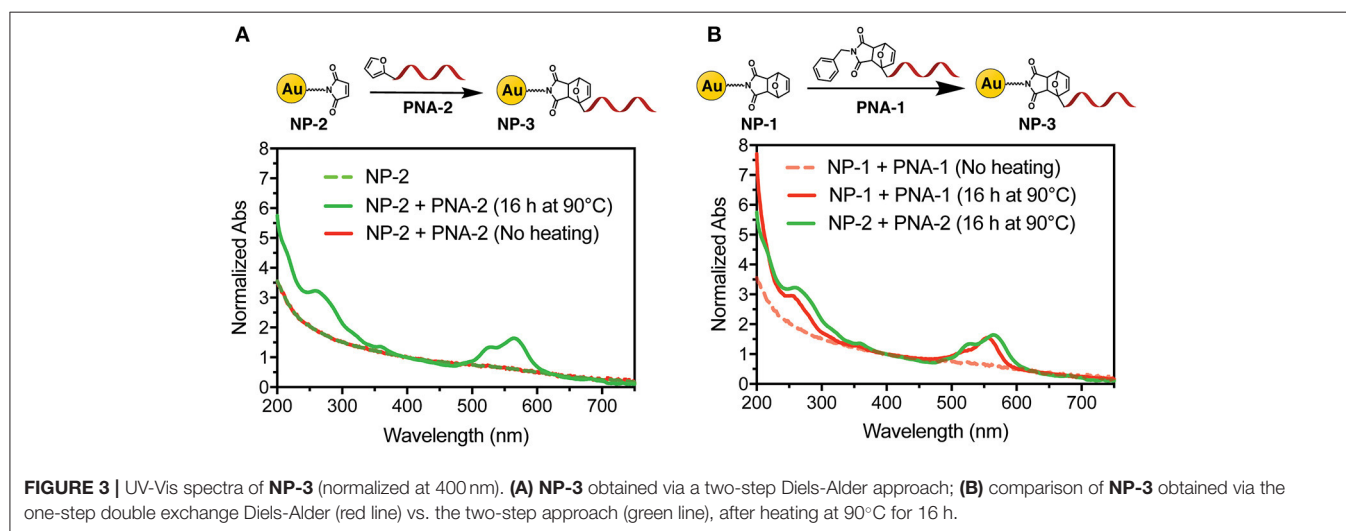 A
O
O
Au
N
O
NP-2
PNA-2
O
Au
N
O
O
NP-3
8
7
6
5
4
3
2
1
0
Normalized Abs
NP-2
NP-2 + PNA-2 (16 h at 90°C)
NP-2 + PNA-2 (No heating)
200 300 400 500 600 700
Wavelength (nm)
B
O
Au
N
O
O
NP-1
O
N
O
O
PNA-1
O
Au
N
O
O
NP-3
8
7
6
5
4
3
2
1
0
Normalized Abs
NP-1 + PNA-1 (No heating)
NP-1 + PNA-1 (16 h at 90°C)
NP-2 + PNA-2 (16 h at 90°C)
200 300 400 500 600 700
Wavelength (nm)
FIGURE 3 | UV-Vis spectra of NP-3 (normalized at 400 nm). (A) NP-3 obtained via a two-step Diels-Alder approach; (B) comparison of NP-3 obtained via the
one-step double exchange Diels-Alder (red line) vs. the two-step approach (green line), after heating at 90°C for 16 h.